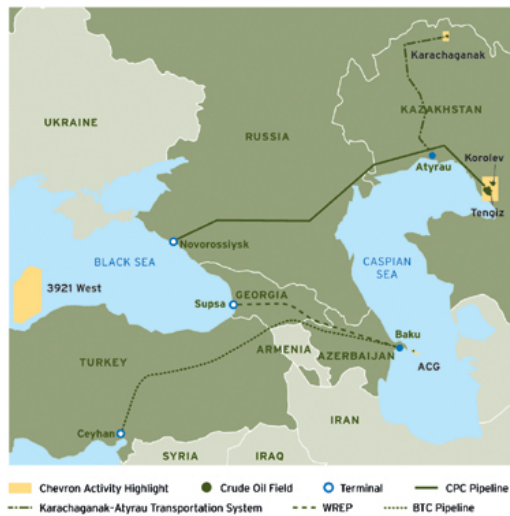 Karachaganak
KAZAKHSTAN
UKRAINE
RUSSIA
Korolev
Atyrau
Tengiz
Novorossiysk
BLACK SEA
CASPIAN
SEA
3921 West
GEORGIA
Supsa
Baku
ARMENIA
AZERBAIJAN
TURKEY
ACG
IRAN
Ceyhan
SYRIA
IRAQ
Chevron Activity Highlight
Crude Oil Field
Terminal
CPC Pipeline
Karachaganak-Atyrau Transportation System
WREP
BTC Pipeline